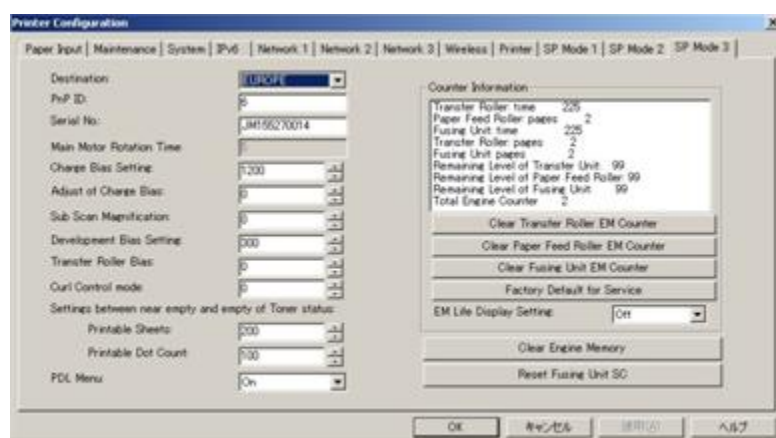 Printer Configuration
Paper Input | Maintenance | System | IPv6 | Network 1 | Network 2 | Network 3 | Wireless | Printer | SP Mode 1 | SP Mode 2 | SP Mode 3
Destination: EUROPE
PnP ID: 6
Serial No.: JM155270014
Main Motor Rotation Time:
Charge Bias Setting: 1200
Adjust of Charge Bias: 0
Sub Scan Magnification: 0
Development Bias Setting: 300
Transfer Roller Bias: 0
Curl Control mode: 0
Settings between near empty and empty of Toner status:
Printable Sheets: 200
Printable Dot Count: 100
PDL Menu: On
Counter Information
Transfer Roller time 225
Paper Feed Roller pages 2
Fusing Unit time 225
Transfer Roller pages 2
Fusing Unit pages 2
Remaining Level of Transfer Unit 99
Remaining Level of Paper Feed Roller 99
Remaining Level of Fusing Unit 99
Total Engine Counter 2
Clear Transfer Roller EM Counter
Clear Paper Feed Roller EM Counter
Clear Fusing Unit EM Counter
Factory Default for Service
EM Life Display Setting: Off
Clear Engine Memory
Reset Fusing Unit SC
OK キャンセル 適用(A) ヘルプ